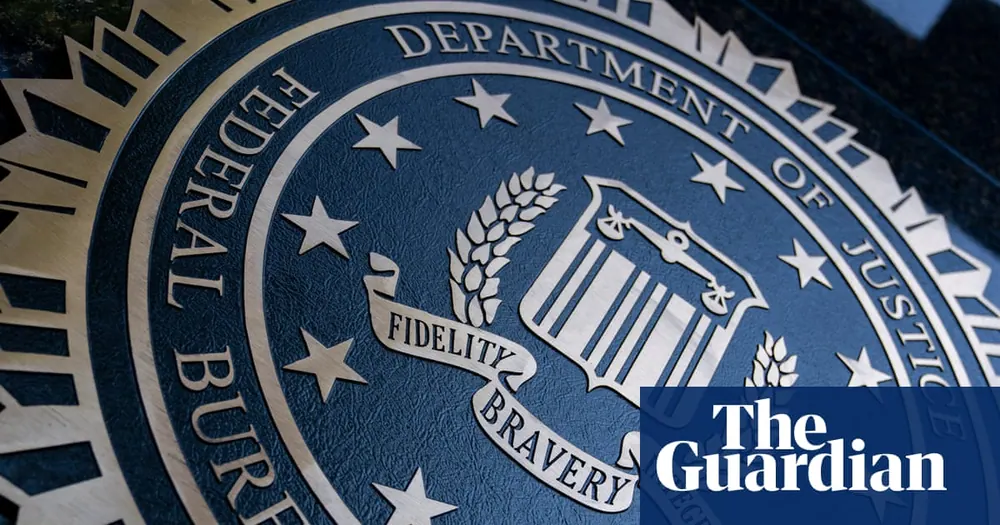 DEPARTMENT OF JUSTICE
FEDERAL BURE
FIDELITY
BRAVERY
The
Guardian